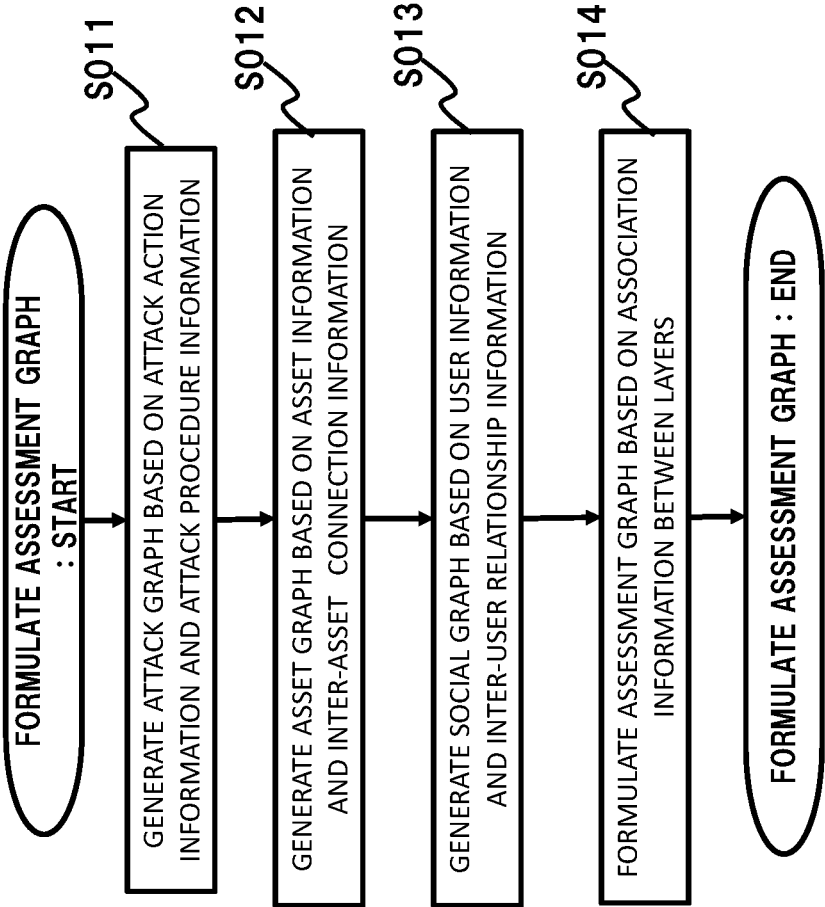 FORMULATE ASSESSMENT GRAPH
: START
S011
GENERATE ATTACK GRAPH BASED ON ATTACK ACTION
INFORMATION AND ATTACK PROCEDURE INFORMATION
S012
GENERATE ASSET GRAPH BASED ON ASSET INFORMATION
AND INTER-ASSET CONNECTION INFORMATION
S013
GENERATE SOCIAL GRAPH BASED ON USER INFORMATION
AND INTER-USER RELATIONSHIP INFORMATION
S014
FORMULATE ASSESSMENT GRAPH BASED ON ASSOCIATION
INFORMATION BETWEEN LAYERS
FORMULATE ASSESSMENT GRAPH : END